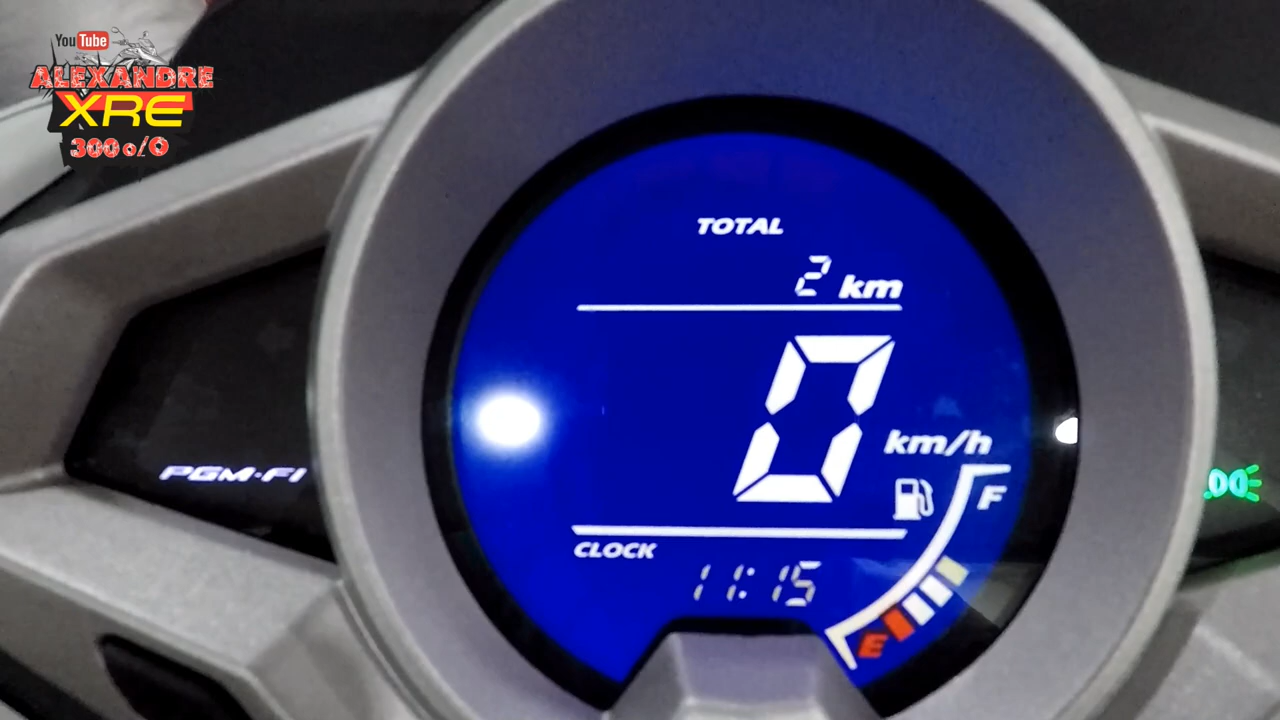 YouTube
ALEXANDRE
XRE
300 o/O
TOTAL
2 km
0
km/h
F
PGM-FI
CLOCK
11:15
E